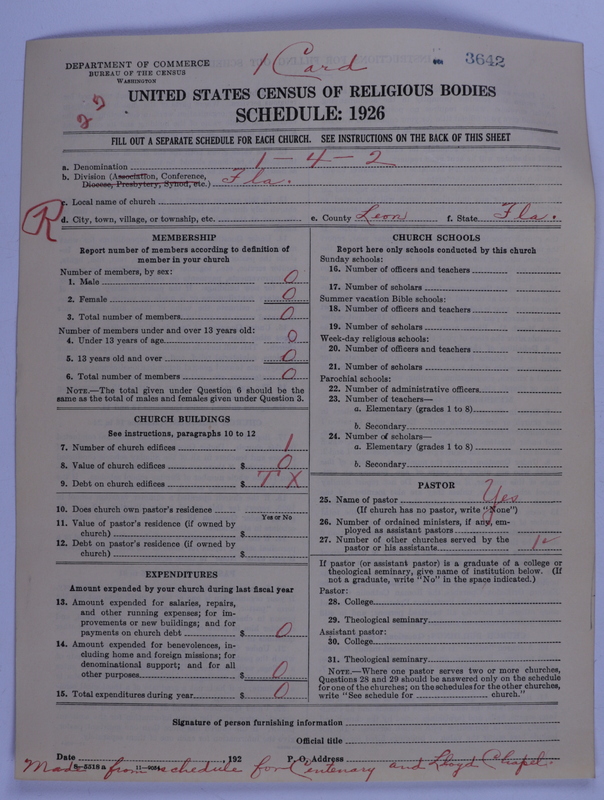 DEPARTMENT OF COMMERCE
BUREAU OF THE CENSUS
WASHINGTON
1 Card
3642
UNITED STATES CENSUS OF RELIGIOUS BODIES
SCHEDULE: 1926
FILL OUT A SEPARATE SCHEDULE FOR EACH CHURCH. SEE INSTRUCTIONS ON THE BACK OF THIS SHEET
a. Denomination 1-4-2
b. Division (Association, Conference, Diocese, Presbytery, Synod, etc.) Fla.
c. Local name of church
R
d. City, town, village, or township, etc. e. County Leon f. State Fla.
MEMBERSHIP
Report number of members according to definition of member in your church
Number of members, by sex:
1. Male 0
2. Female 0
3. Total number of members 0
Number of members under and over 13 years old:
4. Under 13 years of age 0
5. 13 years old and over 0
6. Total number of members 0
NOTE.—The total given under Question 6 should be
same as the total of males and females given under Question 3.
CHURCH BUILDINGS
See instructions, paragraphs 10 to 12
7. Number of church edifices 1
8. Value of church edifices $ 0
9. Debt on church edifices $ TX
10. Does church own pastor's residence
Yes or No
11. Value of pastor's residence (if owned by
church) $
12. Debt on pastor's residence (if owned by
church) $
EXPENDITURES
Amount expended by your church during last fiscal year
13. Amount expended for salaries, repairs,
and other running expenses; for im-
provements or new buildings; and for
payments on church debt $ 0
14. Amount expended for benevolences, in-
cluding home and foreign missions; for
denominational support; and for all
other purposes $ 0
15. Total expenditures during year $ 0
CHURCH SCHOOLS
Report here only schools conducted by this church
Sunday schools:
16. Number of officers and teachers
17. Number of scholars
Summer vacation Bible schools:
18. Number of officers and teachers
19. Number of scholars
Week-day religious schools:
20. Number of officers and teachers
21. Number of scholars
Parochial schools:
22. Number of administrative officers
23. Number of teachers—
a. Elementary (grades 1 to 8)
b. Secondary
24. Number of scholars—
a. Elementary (grades 1 to 8)
b. Secondary
PASTOR
25. Name of pastor Yes
(If church has no pastor, write "None")
26. Number of ordained ministers, if any, em-
ployed as assistant pastors
27. Number of other churches served by the
pastor or his assistants
If pastor (or assistant pastor) is a graduate of a college or
theological seminary, give name of institution below. (If
not a graduate, write "No" in the space indicated.)
Pastor:
28. College
29. Theological seminary
Assistant pastor:
30. College
31. Theological seminary
NOTE.—Where one pastor serves two or more churches,
Questions 28 and 29 should be answered only on the schedule
for one of the churches; on the schedules for the other churches,
write "See schedule for church."
Signature of person furnishing information
Official title
Date , 192 P. O. Address
Made from schedule for Centenary and Lloyd Chapel.